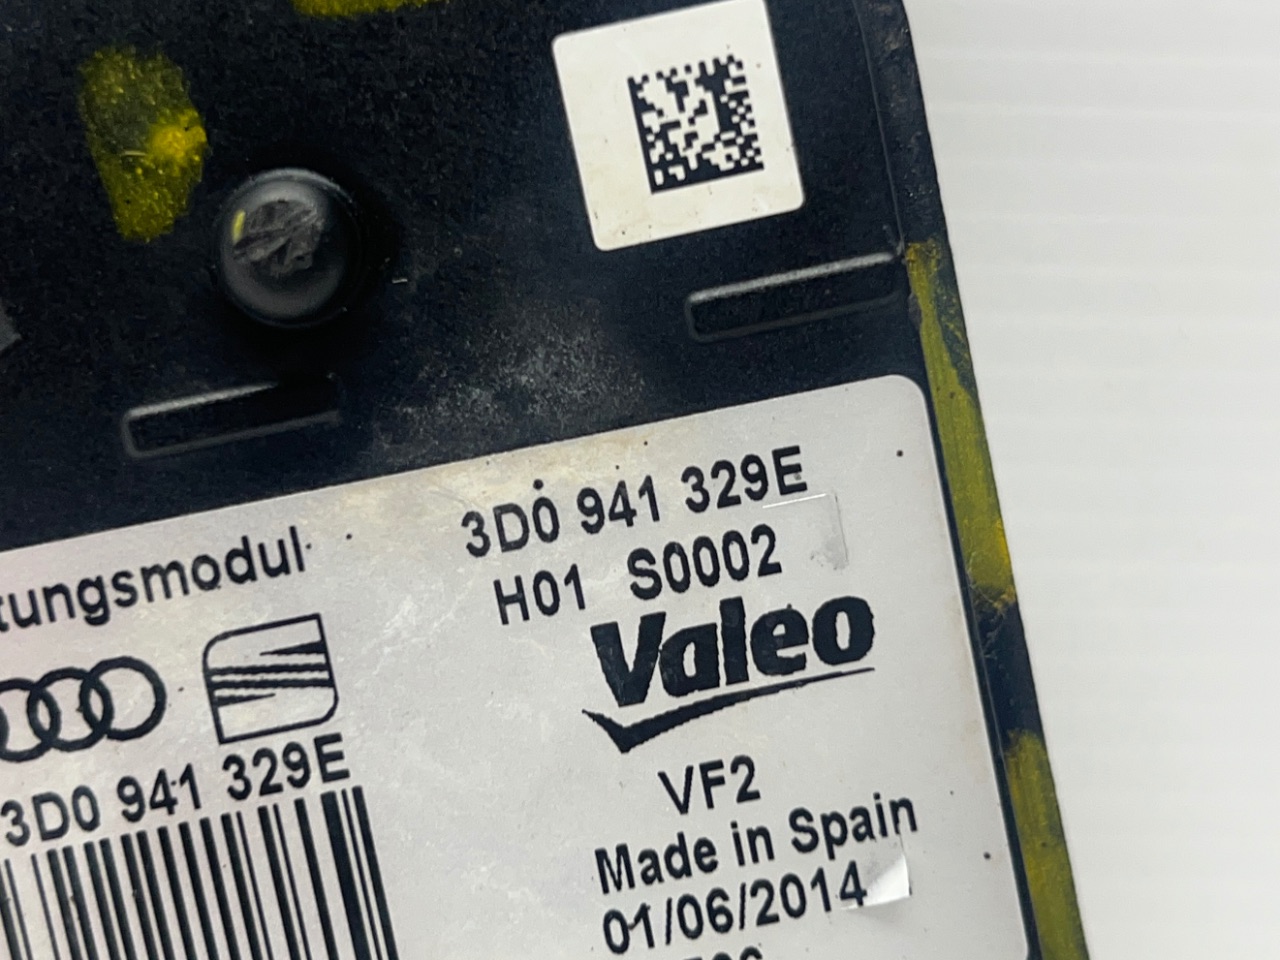 3D0 941 329E
H01 S0002
tungsmodul
Valeo
3D0 941 329E
VF2
Made in Spain
01/06/2014